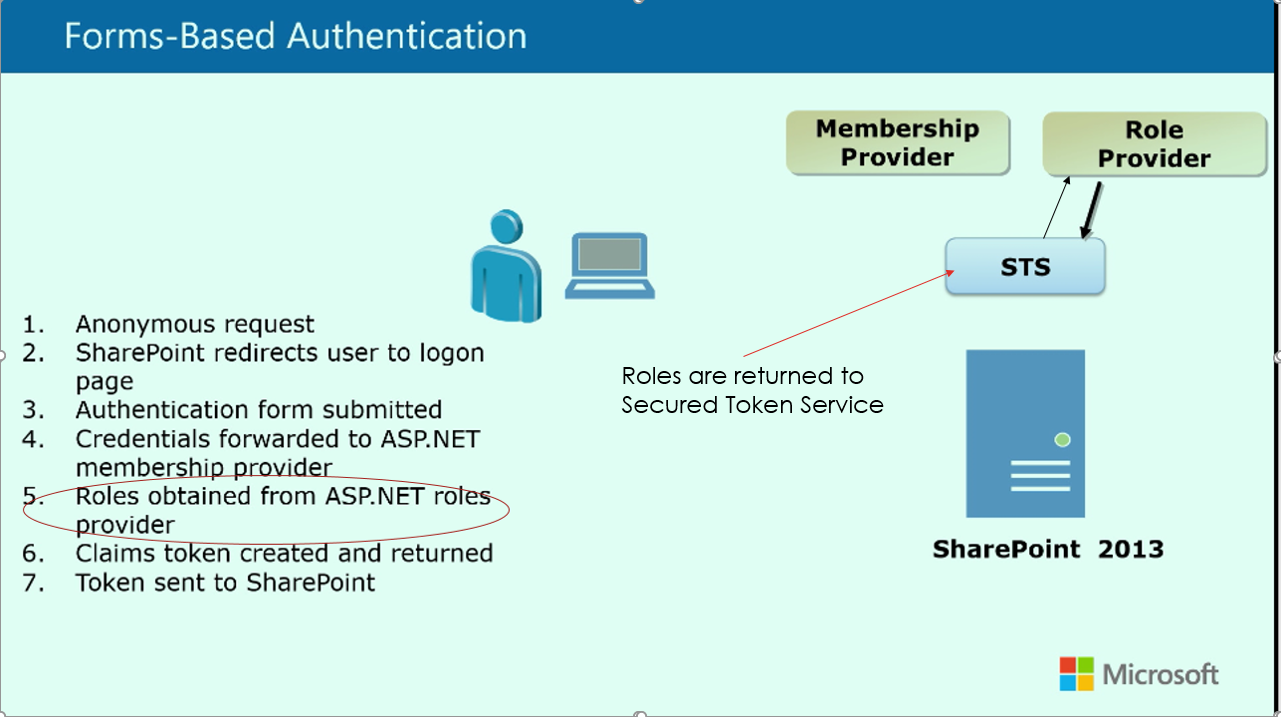 Forms-Based Authentication
Membership
Provider
Role
Provider
STS
1. Anonymous request
2. SharePoint redirects user to logon
page
3. Authentication form submitted
4. Credentials forwarded to ASP.NET
membership provider
5. Roles obtained from ASP.NET roles
provider
6. Claims token created and returned
7. Token sent to SharePoint
Roles are returned to
Secured Token Service
SharePoint 2013
Microsoft